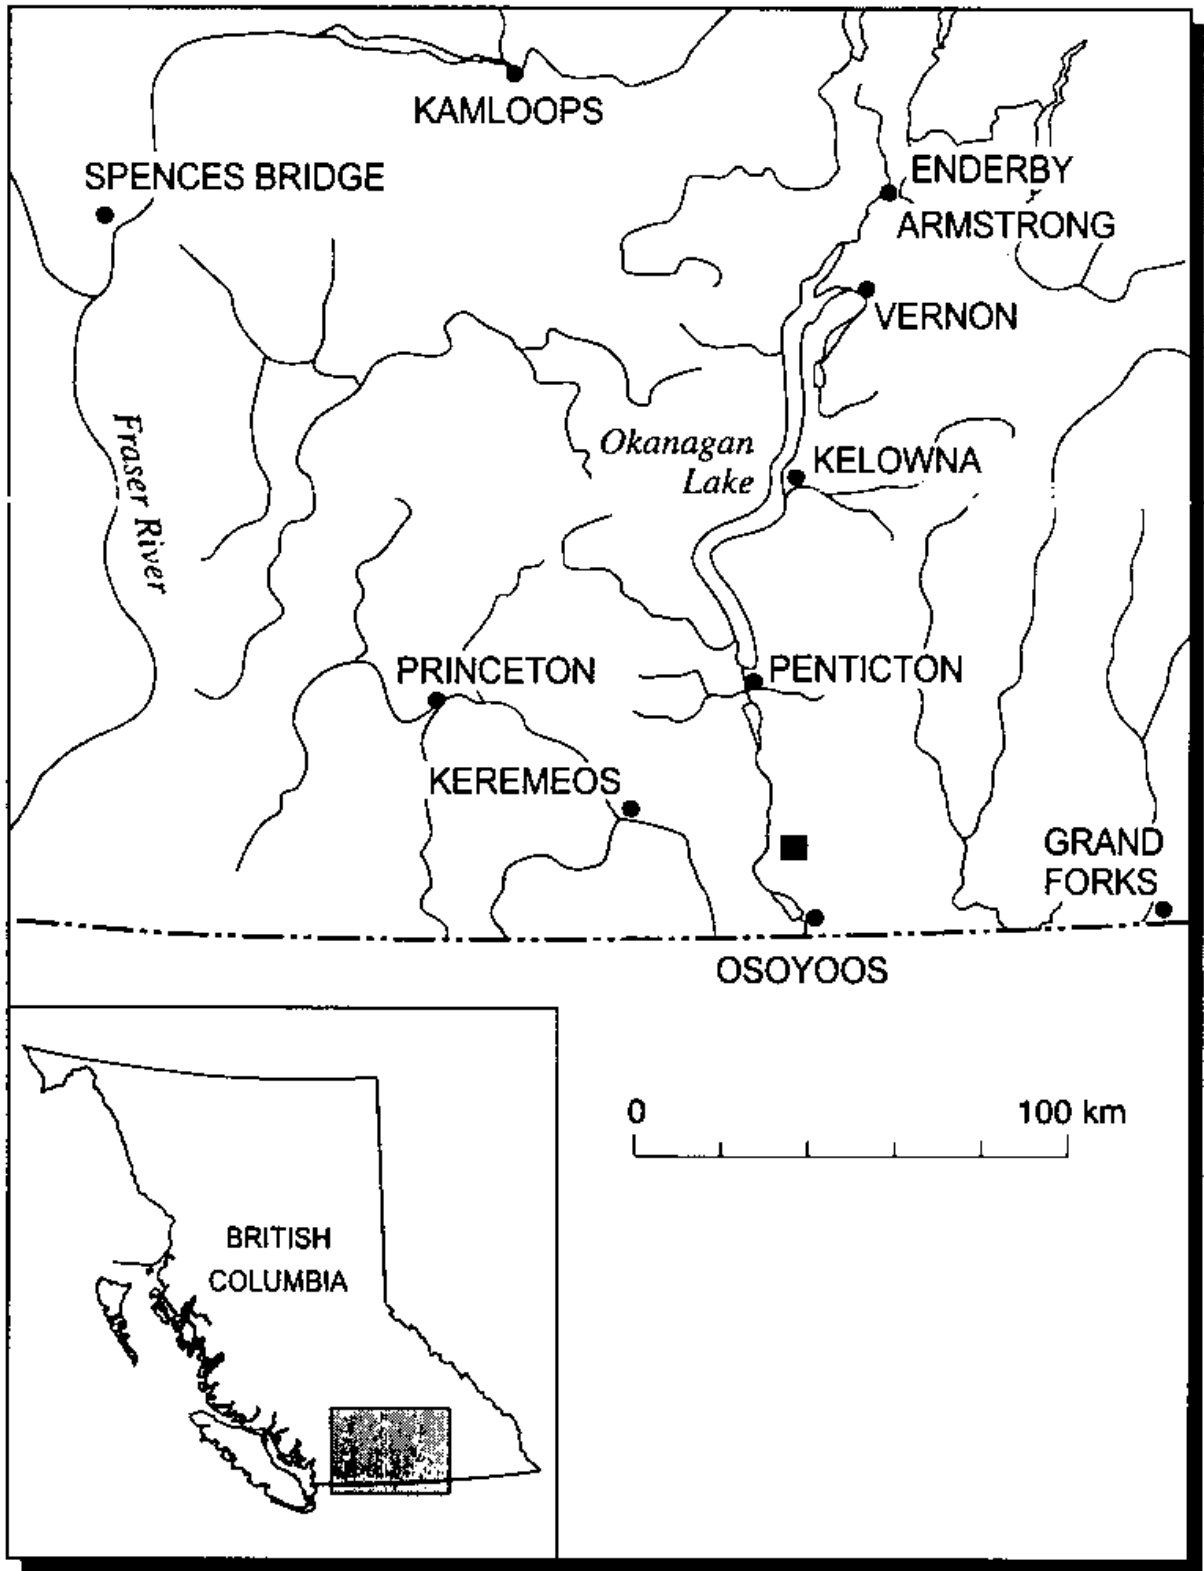 KAMLOOPS
SPENCES BRIDGE
ENDERBY
ARMSTRONG
VERNON
Fraser River
Okanagan
Lake
KELOWNA
PRINCETON
PENTICTON
KEREMEOS
GRAND
FORKS
OSOYOOS
0 100 km
BRITISH
COLUMBIA